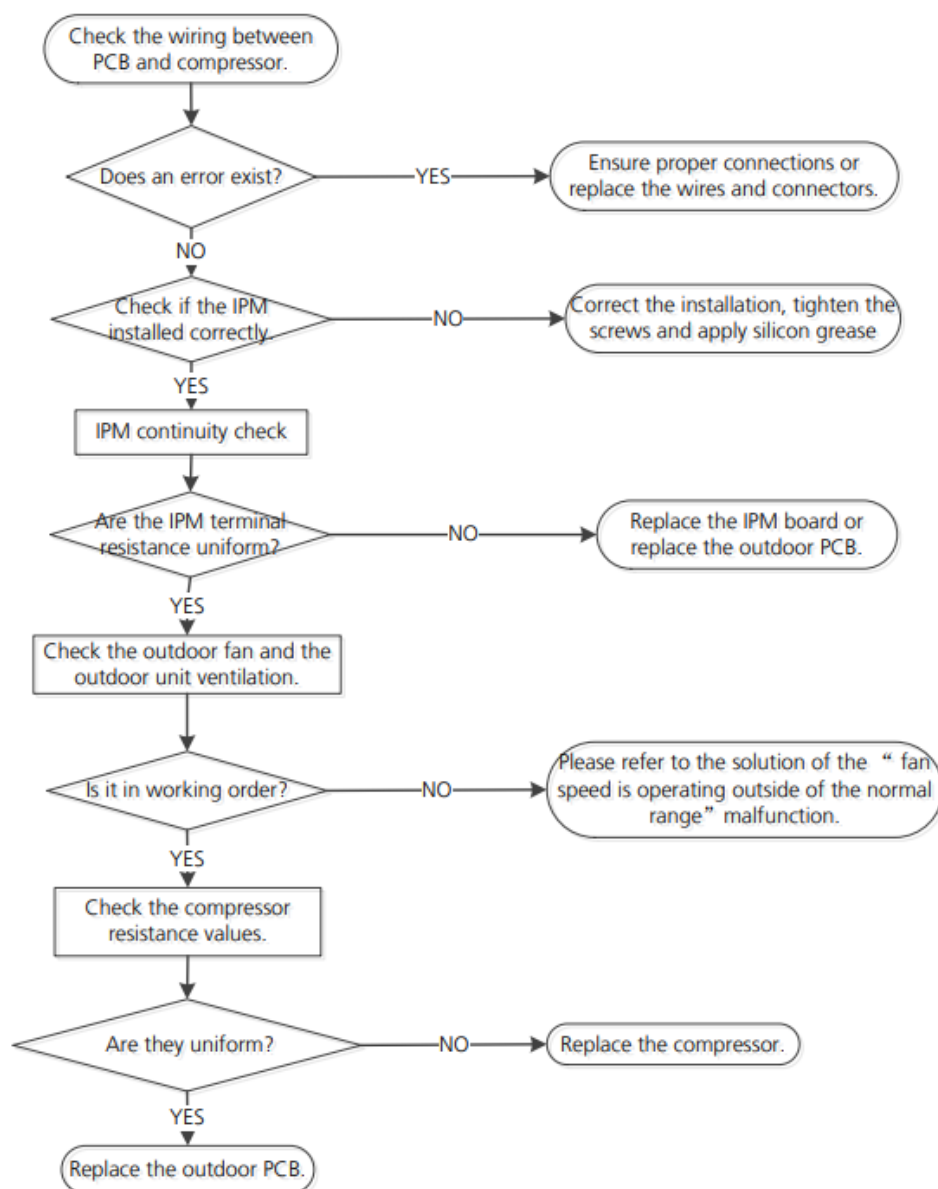 Check the wiring between
PCB and compressor.
Does an error exist?
YES
Ensure proper connections or
replace the wires and connectors.
NO
Check if the IPM
installed correctly.
NO
Correct the installation, tighten the
screws and apply silicon grease
YES
IPM continuity check
Are the IPM terminal
resistance uniform?
NO
Replace the IPM board or
replace the outdoor PCB.
YES
Check the outdoor fan and the
outdoor unit ventilation.
Is it in working order?
NO
Please refer to the solution of the “ fan
speed is operating outside of the normal
range” malfunction.
YES
Check the compressor
resistance values.
Are they uniform?
NO
Replace the compressor.
YES
Replace the outdoor PCB.